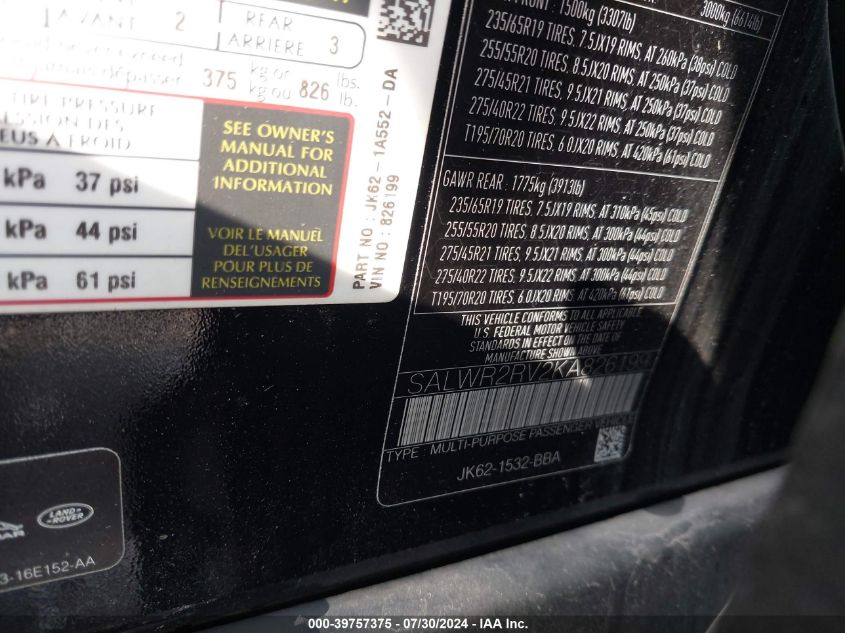 1 AVANT 2
REAR
ARRIÈRE 3
375 kg or kg ou 826 lbs. lb.
TIRE PRESSURE
kPa 37 psi
kPa 44 psi
kPa 61 psi
SEE OWNER'S
MANUAL FOR
ADDITIONAL
INFORMATION
VOIR LE MANUEL
DEL'USAGER
POUR PLUS DE
RENSEIGNEMENTS
PART NO : JK62-1A552-DA
VIN NO : 826199
1500kg (3307lb)
3000kg (6614lb)
235/65R19 TIRES, 7.5JX19 RIMS, AT 260kPa (38psi) COLD
255/55R20 TIRES, 8.5JX20 RIMS, AT 250kPa (37psi) COLD
275/45R21 TIRES, 9.5JX21 RIMS, AT 250kPa (37psi) COLD
275/40R22 TIRES, 9.5JX22 RIMS, AT 250kPa (37psi) COLD
T195/70R20 TIRES, 6.0JX20 RIMS, AT 420kPa (61psi) COLD
GAWR REAR : 1775kg (3913lb)
235/65R19 TIRES, 7.5JX19 RIMS, AT 310kPa (45psi) COLD
255/55R20 TIRES, 8.5JX20 RIMS, AT 300kPa (44psi) COLD
275/45R21 TIRES, 9.5JX21 RIMS, AT 300kPa (44psi) COLD
275/40R22 TIRES, 9.5JX22 RIMS, AT 300kPa (44psi) COLD
T195/70R20 TIRES, 6.0JX20 RIMS, AT 420kPa (61psi) COLD
THIS VEHICLE CONFORMS TO ALL APPLICABLE
U.S. FEDERAL MOTOR VEHICLE SAFETY
STANDARDS IN EFFECT ON THE DATE OF
MANUFACTURE SHOWN ABOVE
SALWR2RV2KA826199
TYPE : MULTI-PURPOSE PASSENGER
JK62-1532-BBA
LAND ROVER
3-16E152-AA
000-39757375 - 07/30/2024 - IAA Inc.